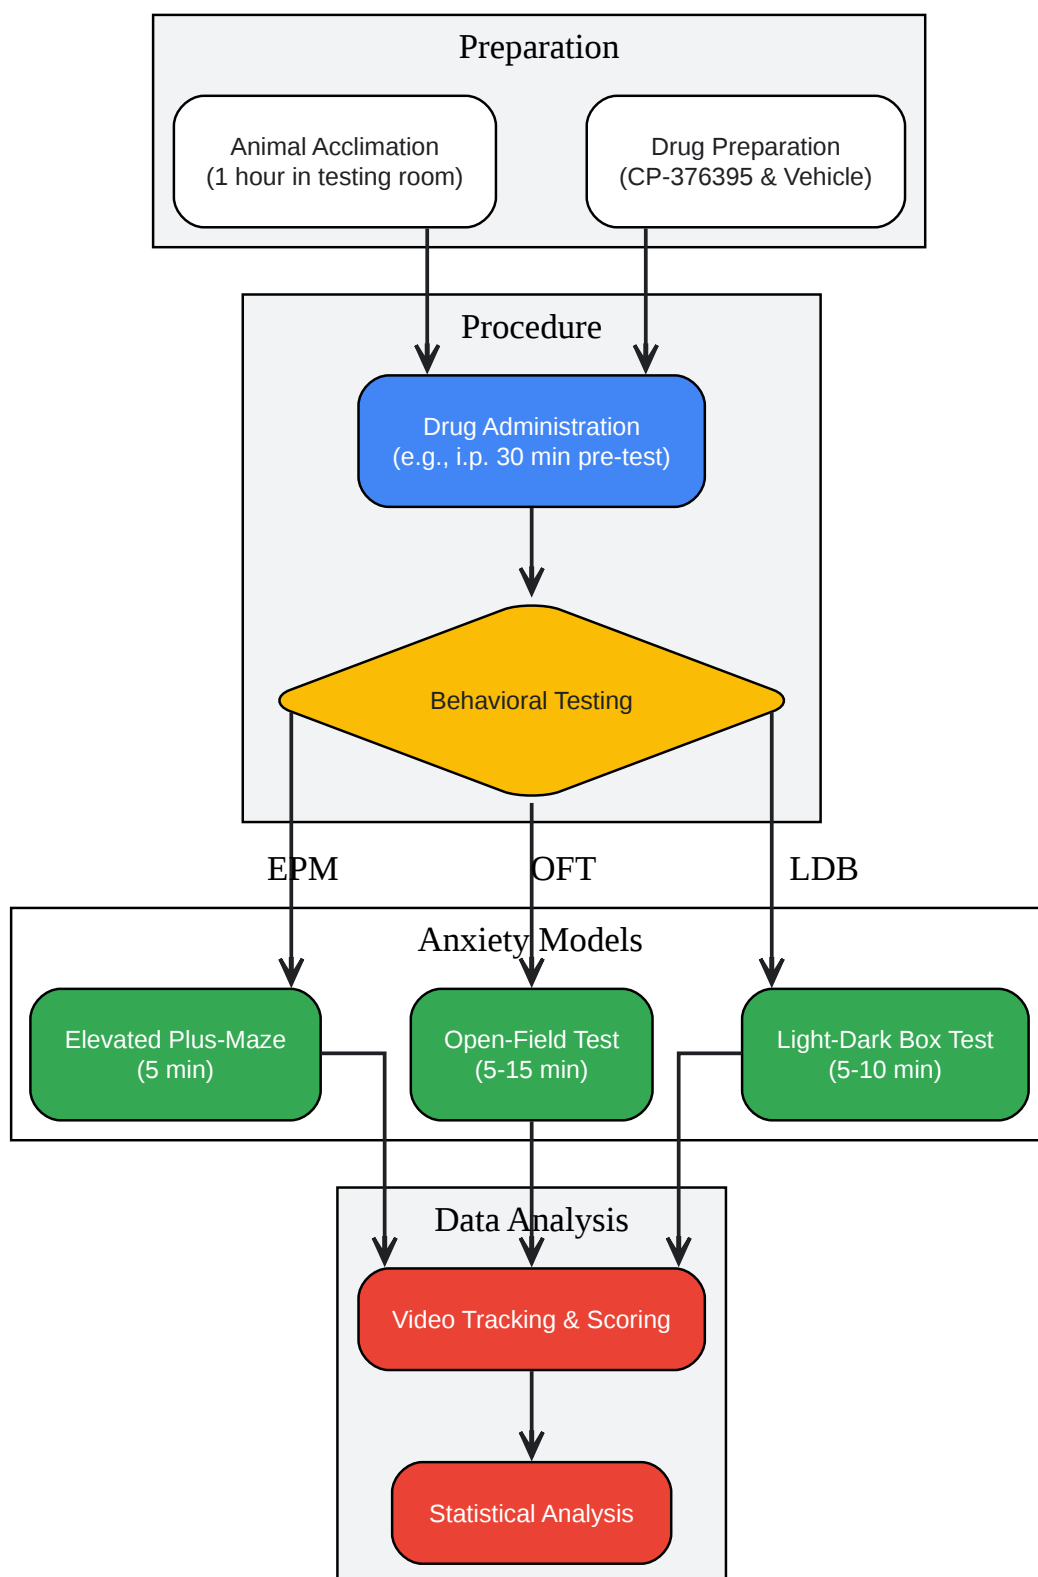 Preparation
Animal Acclimation
(1 hour in testing room)
Drug Preparation
(CP-376395 & Vehicle)
Procedure
Drug Administration
(e.g., i.p. 30 min pre-test)
Behavioral Testing
EPM
OFT
LDB
Anxiety Models
Elevated Plus-Maze
(5 min)
Open-Field Test
(5-15 min)
Light-Dark Box Test
(5-10 min)
Data Analysis
Video Tracking & Scoring
Statistical Analysis